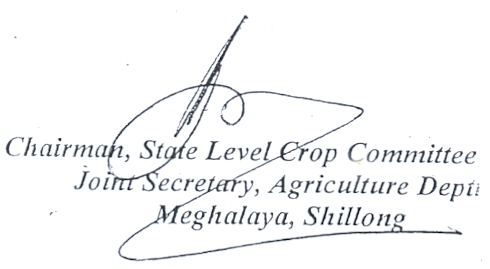 Chairman, State Level Crop Committee
Joint Secretary, Agriculture Deptt
Meghalaya, Shillong